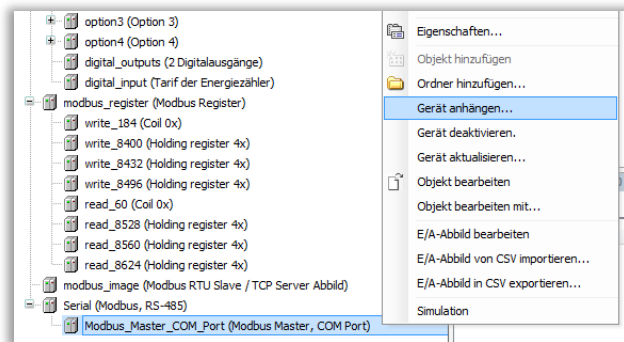 option3 (Option 3)
option4 (Option 4)
digital_outputs (2 Digitalausgänge)
digital_input (Tarif der Energiezähler)
modbus_register (Modbus Register)
write_184 (Coil 0x)
write_8400 (Holding register 4x)
write_8432 (Holding register 4x)
write_8496 (Holding register 4x)
read_60 (Coil 0x)
read_8528 (Holding register 4x)
read_8560 (Holding register 4x)
read_8624 (Holding register 4x)
modbus_image (Modbus RTU Slave / TCP Server Abbild)
Serial (Modbus, RS-485)
Modbus_Master_COM_Port (Modbus Master, COM Port)
Eigenschaften...
Objekt hinzufügen
Ordner hinzufügen...
Gerät anhängen...
Gerät deaktivieren.
Gerät aktualisieren...
Objekt bearbeiten
Objekt bearbeiten mit...
E/A-Abbild bearbeiten
E/A-Abbild von CSV importieren...
E/A-Abbild in CSV exportieren...
Simulation